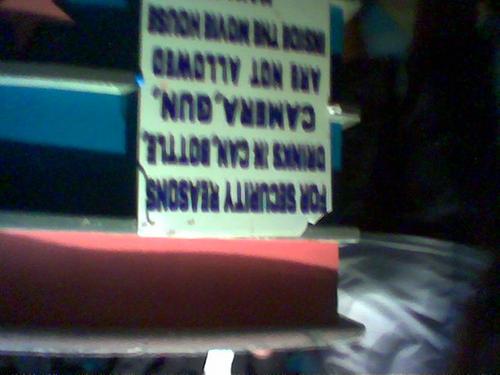 FOR SECURITY REASONS
DRINKS IN CAN, BOTTLE,
CAMERA, GUN,
ARE NOT ALLOWED
INSIDE THE MOVIE HOUSE